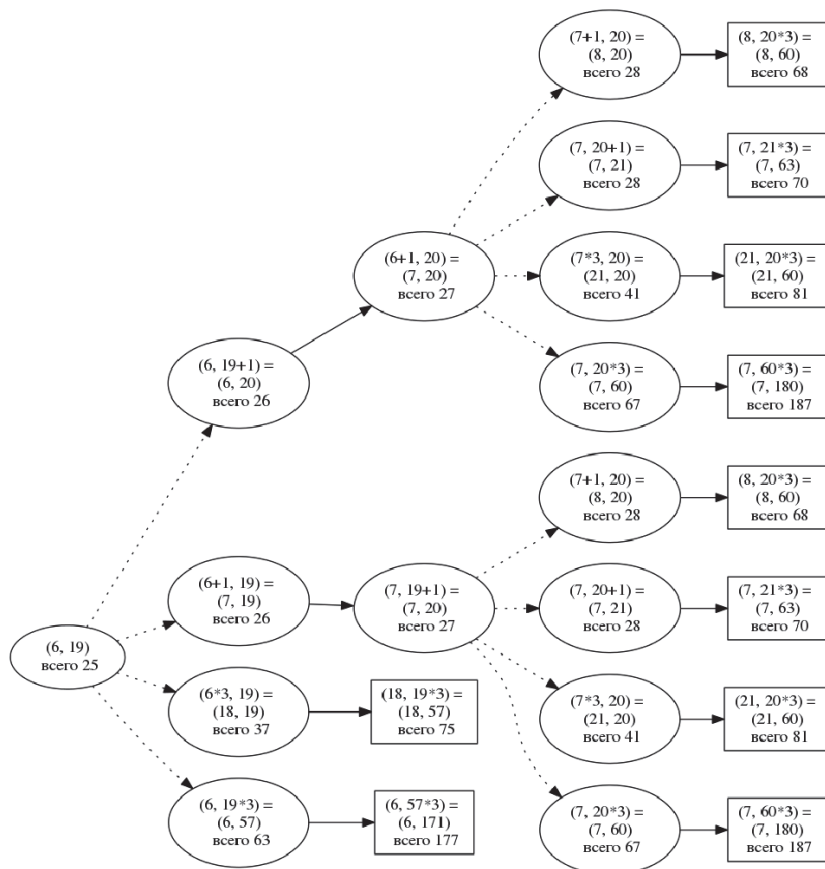 (7+1, 20) =
(8, 20)
всего 28
(8, 20*3) =
(8, 60)
всего 68
(7, 20+1) =
(7, 21)
всего 28
(7, 21*3) =
(7, 63)
всего 70
(6+1, 20) =
(7, 20)
всего 27
(7*3, 20) =
(21, 20)
всего 41
(21, 20*3) =
(21, 60)
всего 81
(6, 19+1) =
(6, 20)
всего 26
(7, 20*3) =
(7, 60)
всего 67
(7, 60*3) =
(7, 180)
всего 187
(7+1, 20) =
(8, 20)
всего 28
(8, 20*3) =
(8, 60)
всего 68
(6+1, 19) =
(7, 19)
всего 26
(7, 19+1) =
(7, 20)
всего 27
(7, 20+1) =
(7, 21)
всего 28
(7, 21*3) =
(7, 63)
всего 70
(6, 19)
всего 25
(6*3, 19) =
(18, 19)
всего 37
(18, 19*3) =
(18, 57)
всего 75
(7*3, 20) =
(21, 20)
всего 41
(21, 20*3) =
(21, 60)
всего 81
(6, 19*3) =
(6, 57)
всего 63
(6, 57*3) =
(6, 171)
всего 177
(7, 20*3) =
(7, 60)
всего 67
(7, 60*3) =
(7, 180)
всего 187